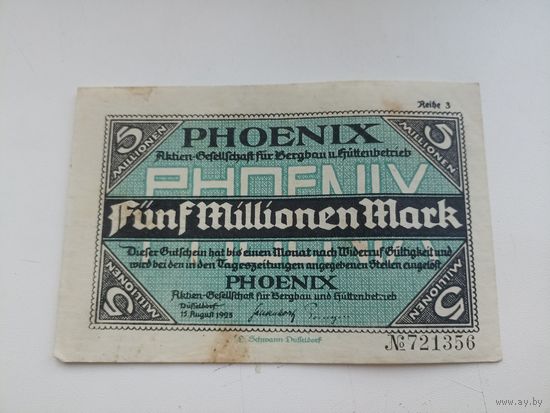 Reihe 3
5 MILLIONEN
5 MILLIONEN
PHOENIX
Aktien-Gesellschaft für Bergbau u. Hüttenbetrieb
PHOENIX
Fünf Millionen Mark
Dieser Gutschein hat bis einen Monat nach Widerruf Gültigkeit und
wird bei den in den Tageszeitungen angegebenen Stellen eingelöst
PHOENIX
Aktien-Gesellschaft für Bergbau und Hüttenbetrieb
Düsseldorf
15. August 1923
5 MILLIONEN
5 MILLIONEN
№721356
L. Schwann Düsseldorf
www.ay.by